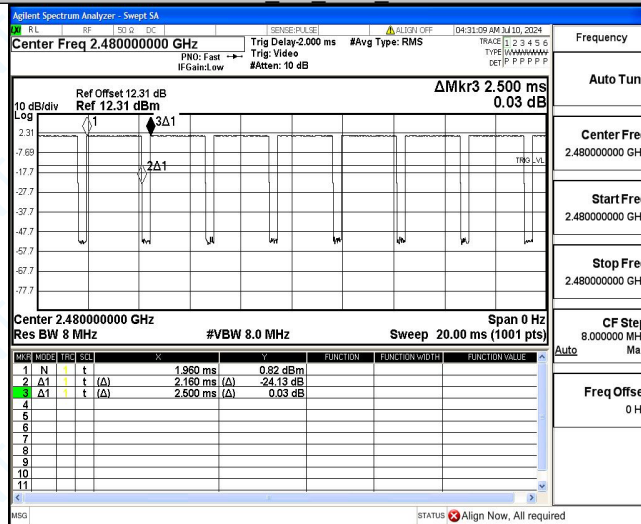 Agilent Spectrum Analyzer - Swept SA
RL RF 50 Ω DC SENSE:PULSE ALIGN OFF 04:31:09 AM Jul 10, 2024
Center Freq 2.480000000 GHz Trig Delay-2.000 ms #Avg Type: RMS TRACE 1 2 3 4 5 6
PNO: Fast Trig: Video TYPE
IFGain:Low #Atten: 10 dB DET P P P P P P
Ref Offset 12.31 dB ΔMkr3 2.500 ms
10 dB/div Ref 12.31 dBm 0.03 dB
Log
1 3Δ1
2.31
-7.69
TRIG LVL
-17.7 2Δ1
-27.7
-37.7
-47.7
-57.7
-67.7
-77.7
Center 2.480000000 GHz Span 0 Hz
Res BW 8 MHz #VBW 8.0 MHz Sweep 20.00 ms (1001 pts)
MKR MODE TRC SCL X Y FUNCTION FUNCTION WIDTH FUNCTION VALUE
1 N 1 t 1.960 ms 0.82 dBm
2 Δ1 1 t (Δ) 2.160 ms (Δ) -24.13 dB
3 Δ1 1 t (Δ) 2.500 ms (Δ) 0.03 dB
4
5
6
7
8
9
10
11
MSG STATUS Align Now, All required
Frequency
Auto Tun
Center Fre
2.480000000 GH
Start Fre
2.480000000 GH
Stop Fre
2.480000000 GH
CF Ste
8.000000 MH
Auto Ma
Freq Offse
0 H